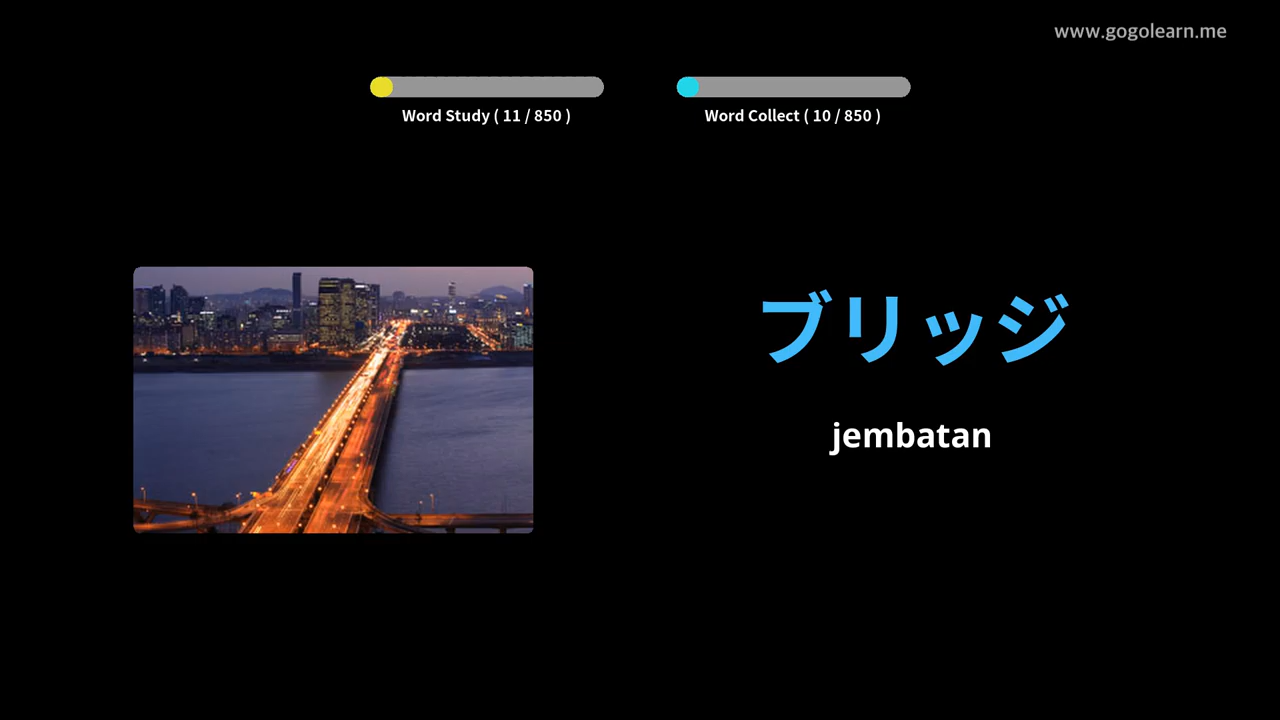 www.gogolearn.me
Word Study ( 11 / 850 )
Word Collect ( 10 / 850 )
ブリッジ
jembatan